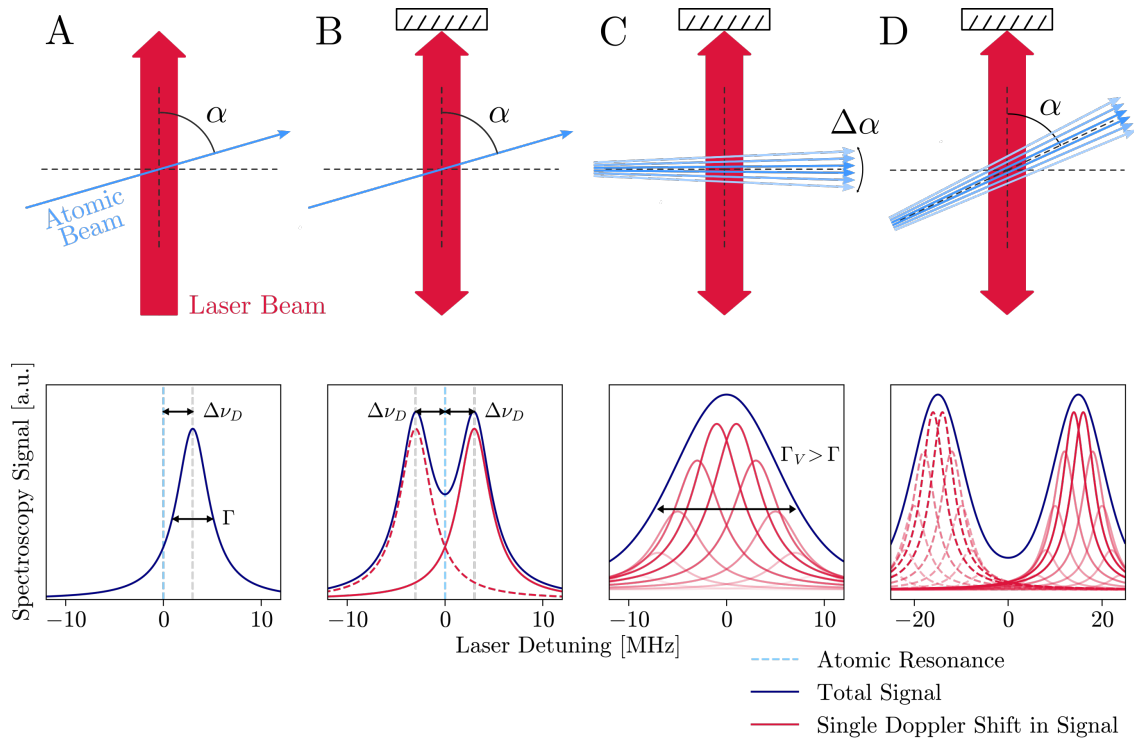 A
B
C
D
α
α
Δα
α
Atomic
Beam
Laser Beam
Spectroscopy Signal [a.u.]
Δν_D
Γ
Δν_D
Δν_D
Γ_V > Γ
−10 0 10
−10 0 10
−10 0 10
−20 0 20
Laser Detuning [MHz]
Atomic Resonance
Total Signal
Single Doppler Shift in Signal